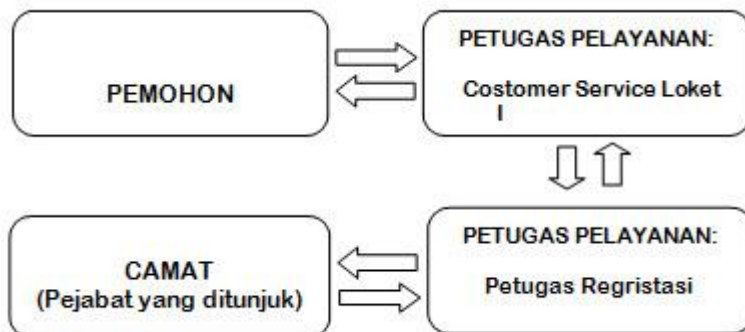 PEMOHON
PETUGAS PELAYANAN:
Costomer Service Loket
I
CAMAT
(Pejabat yang ditunjuk)
PETUGAS PELAYANAN:
Petugas Regristasi